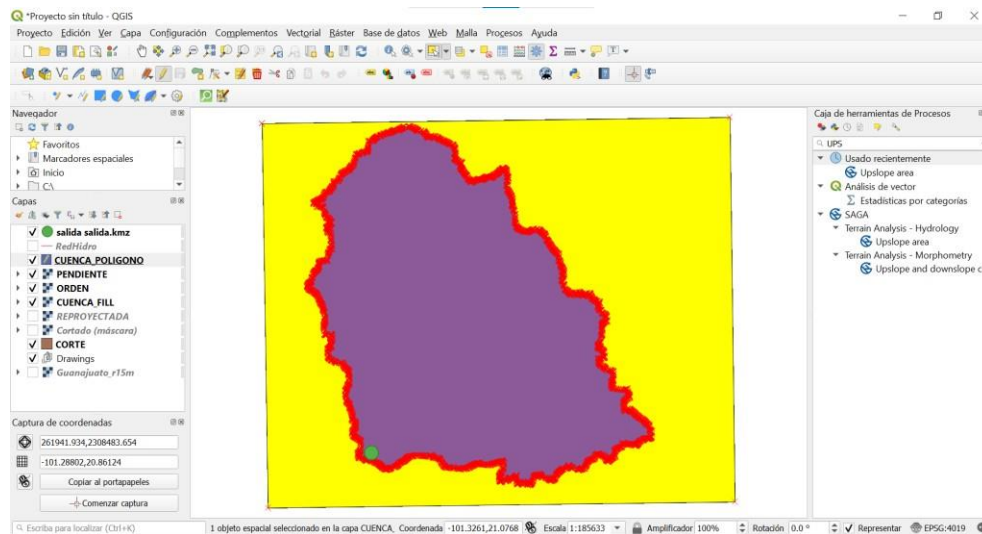 *Proyecto sin título - QGIS
Proyecto Edición Ver Capa Configuración Complementos Vectorial Ráster Base de datos Web Malla Procesos Ayuda
Navegador
Favoritos
Marcadores espaciales
Inicio
C:\
Capas
salida salida.kmz
RedHidro
CUENCA_POLIGONO
PENDIENTE
ORDEN
CUENCA_FILL
REPROYECTADA
Cortado (máscara)
CORTE
Drawings
Guanajuato_r15m
Captura de coordenadas
261941.934,2308483.654
-101.28802,20.86124
Copiar al portapapeles
Comenzar captura
Caja de herramientas de Procesos
UPS
Usado recientemente
Upslope area
Análisis de vector
Estadísticas por categorías
SAGA
Terrain Analysis - Hydrology
Upslope area
Terrain Analysis - Morphometry
Upslope and downslope c
Escriba para localizar (Ctrl+K)
1 objeto espacial seleccionado en la capa CUENCA_ Coordenada -101.3261,21.0768 Escala 1:185633 Amplificador 100% Rotación 0.0 ° Representar EPSG:4019